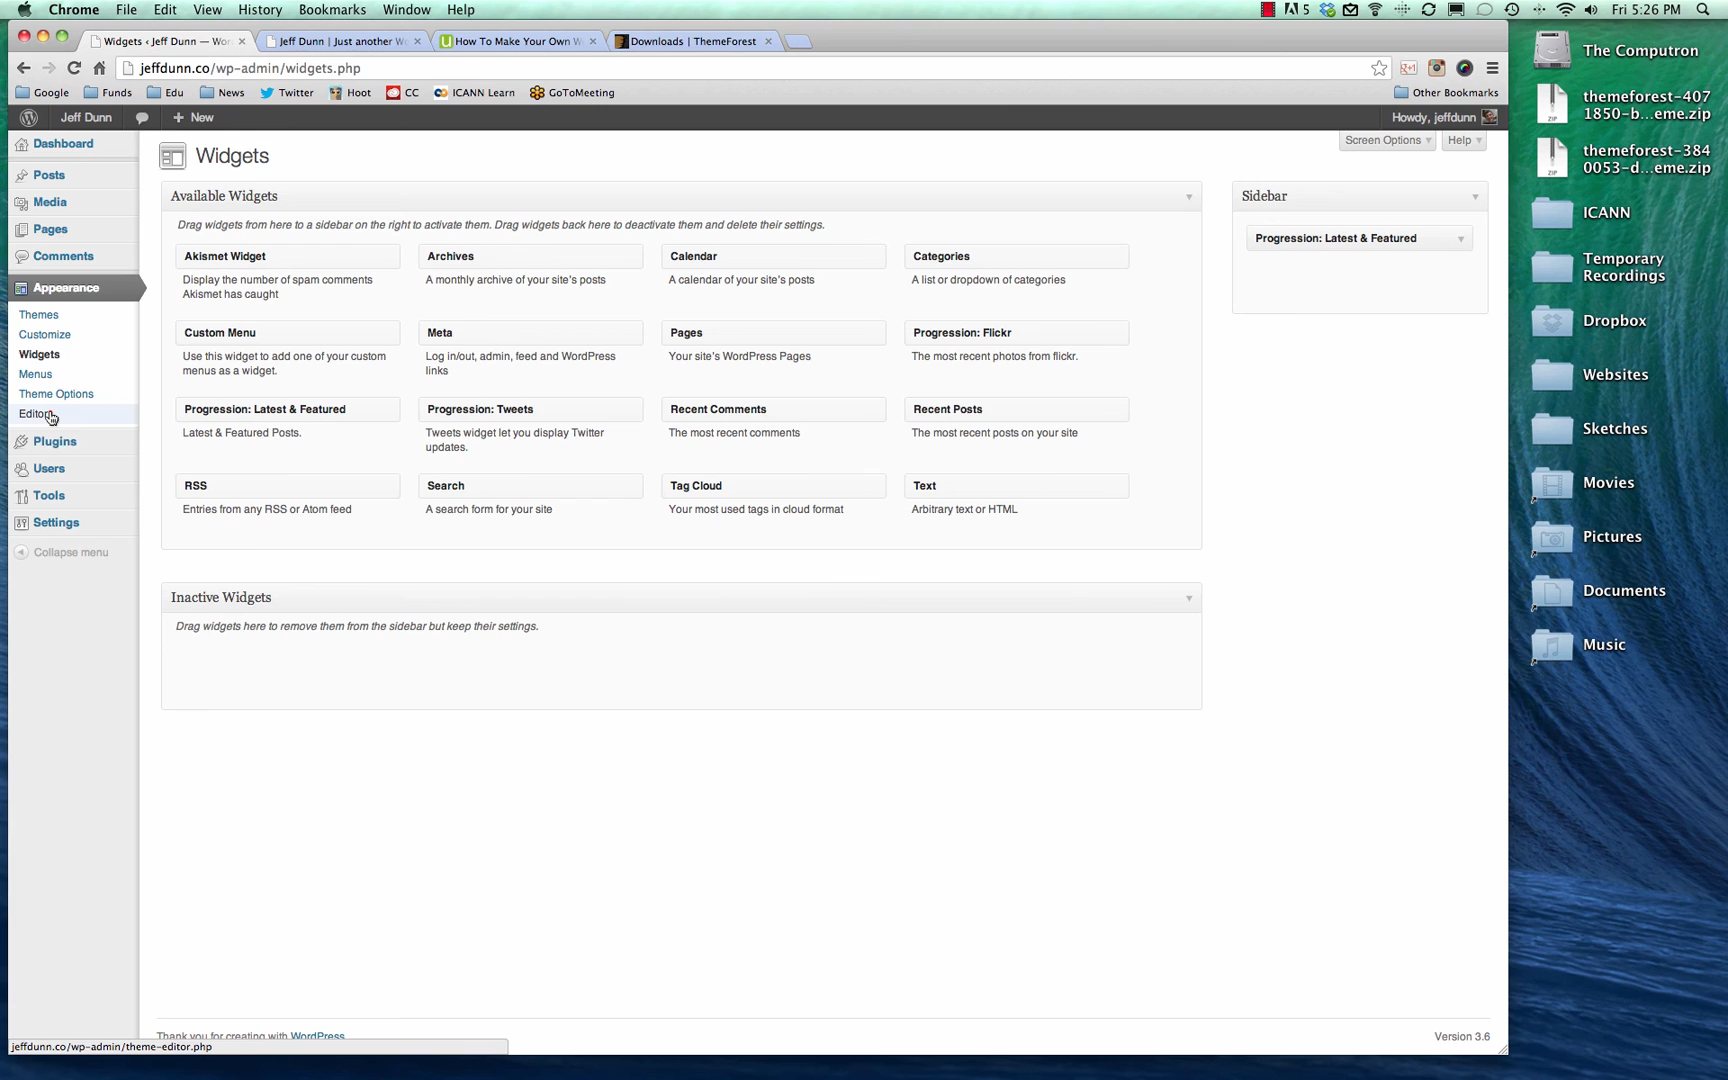 Chrome File Edit View History Bookmarks Window Help
5 Fri 5:26 PM
Widgets ‹ Jeff Dunn — Wor
Jeff Dunn | Just another W
How To Make Your Own W
Downloads | ThemeForest
jeffdunn.co/wp-admin/widgets.php
Google Funds Edu News Twitter Hoot CC ICANN Learn GoToMeeting Other Bookmarks
Jeff Dunn + New Howdy, jeffdunn
Screen Options Help
Dashboard
Posts
Media
Pages
Comments
Appearance
Themes
Customize
Widgets
Menus
Theme Options
Editor
Plugins
Users
Tools
Settings
Collapse menu
Widgets
Available Widgets
Drag widgets from here to a sidebar on the right to activate them. Drag widgets back here to deactivate them and delete their settings.
Akismet Widget
Display the number of spam comments
Akismet has caught
Archives
A monthly archive of your site's posts
Calendar
A calendar of your site's posts
Categories
A list or dropdown of categories
Custom Menu
Use this widget to add one of your custom
menus as a widget.
Meta
Log in/out, admin, feed and WordPress
links
Pages
Your site's WordPress Pages
Progression: Flickr
The most recent photos from flickr.
Progression: Latest & Featured
Latest & Featured Posts.
Progression: Tweets
Tweets widget let you display Twitter
updates.
Recent Comments
The most recent comments
Recent Posts
The most recent posts on your site
RSS
Entries from any RSS or Atom feed
Search
A search form for your site
Tag Cloud
Your most used tags in cloud format
Text
Arbitrary text or HTML
Inactive Widgets
Drag widgets here to remove them from the sidebar but keep their settings.
Sidebar
Progression: Latest & Featured
Thank you for creating with WordPress
Version 3.6
jeffdunn.co/wp-admin/theme-editor.php
The Computron
ZIP
themeforest-407
1850-b...eme.zip
ZIP
themeforest-384
0053-d...eme.zip
ICANN
Temporary
Recordings
Dropbox
Websites
Sketches
Movies
Pictures
Documents
Music